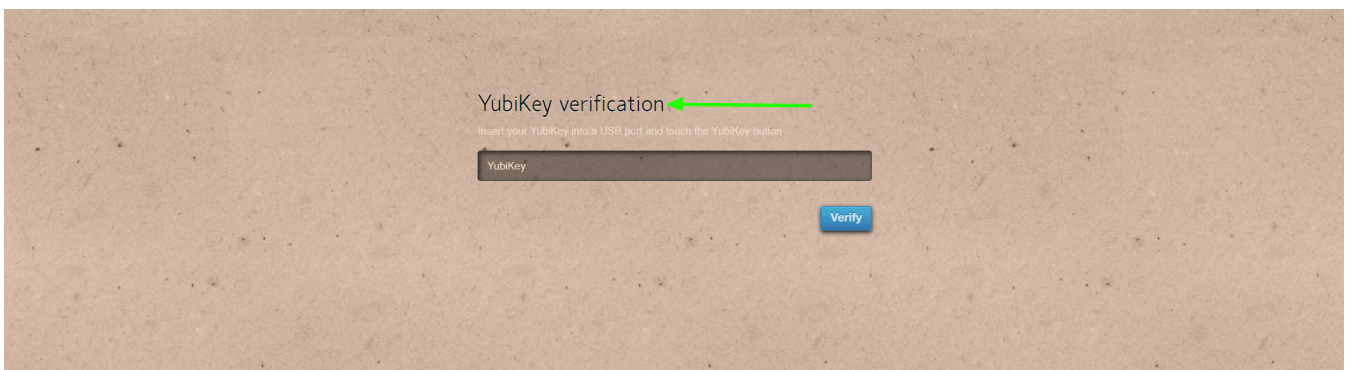 YubiKey verification
Insert your YubiKey into a USB port and touch the YubiKey button
YubiKey
Verify